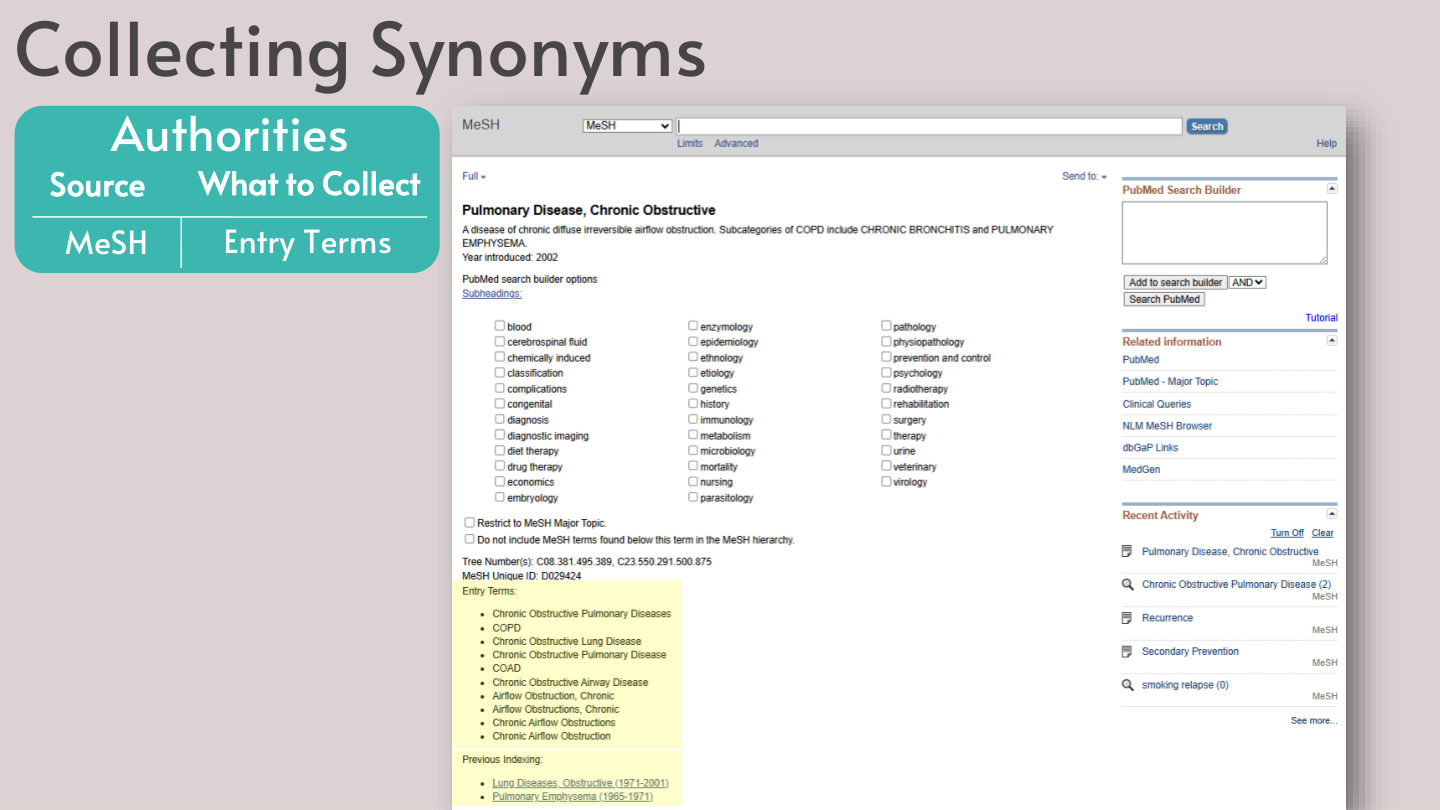 Collecting Synonyms
Authorities
Source What to Collect
MeSH Entry Terms
MeSH MeSH Search
Limits Advanced Help
Full Send to:
Pulmonary Disease, Chronic Obstructive
A disease of chronic diffuse irreversible airflow obstruction. Subcategories of COPD include CHRONIC BRONCHITIS and PULMONARY
EMPHYSEMA.
Year introduced: 2002
PubMed search builder options
Subheadings:
blood
cerebrospinal fluid
chemically induced
classification
complications
congenital
diagnosis
diagnostic imaging
diet therapy
drug therapy
economics
embryology
enzymology
epidemiology
ethnology
etiology
genetics
history
immunology
metabolism
microbiology
mortality
nursing
parasitology
pathology
physiopathology
prevention and control
psychology
radiotherapy
rehabilitation
surgery
therapy
urine
veterinary
virology
Restrict to MeSH Major Topic.
Do not include MeSH terms found below this term in the MeSH hierarchy.
Tree Number(s): C08.381.495.389, C23.550.291.500.875
MeSH Unique ID: D029424
Entry Terms:
Chronic Obstructive Pulmonary Diseases
COPD
Chronic Obstructive Lung Disease
Chronic Obstructive Pulmonary Disease
COAD
Chronic Obstructive Airway Disease
Airflow Obstruction, Chronic
Airflow Obstructions, Chronic
Chronic Airflow Obstructions
Chronic Airflow Obstruction
Previous Indexing:
Lung Diseases, Obstructive (1971-2001)
Pulmonary Emphysema (1965-1971)
PubMed Search Builder
Add to search builder AND
Search PubMed
Tutorial
Related information
PubMed
PubMed - Major Topic
Clinical Queries
NLM MeSH Browser
dbGaP Links
MedGen
Recent Activity
Turn Off Clear
Pulmonary Disease, Chronic Obstructive
MeSH
Chronic Obstructive Pulmonary Disease (2)
MeSH
Recurrence
MeSH
Secondary Prevention
MeSH
smoking relapse (0)
MeSH
See more...